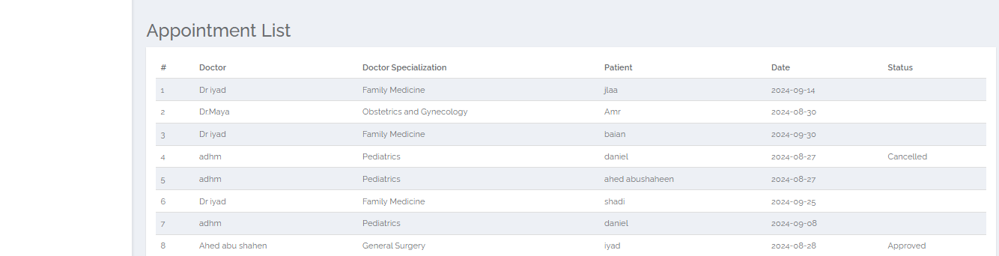 Appointment List
# Doctor Doctor Specialization Patient Date Status
1 Dr iyad Family Medicine jlaa 2024-09-14
2 Dr.Maya Obstetrics and Gynecology Amr 2024-08-30
3 Dr iyad Family Medicine baian 2024-09-30
4 adhm Pediatrics daniel 2024-08-27 Cancelled
5 adhm Pediatrics ahed abushaheen 2024-08-27
6 Dr iyad Family Medicine shadi 2024-09-25
7 adhm Pediatrics daniel 2024-09-08
8 Ahed abu shahen General Surgery iyad 2024-08-28 Approved